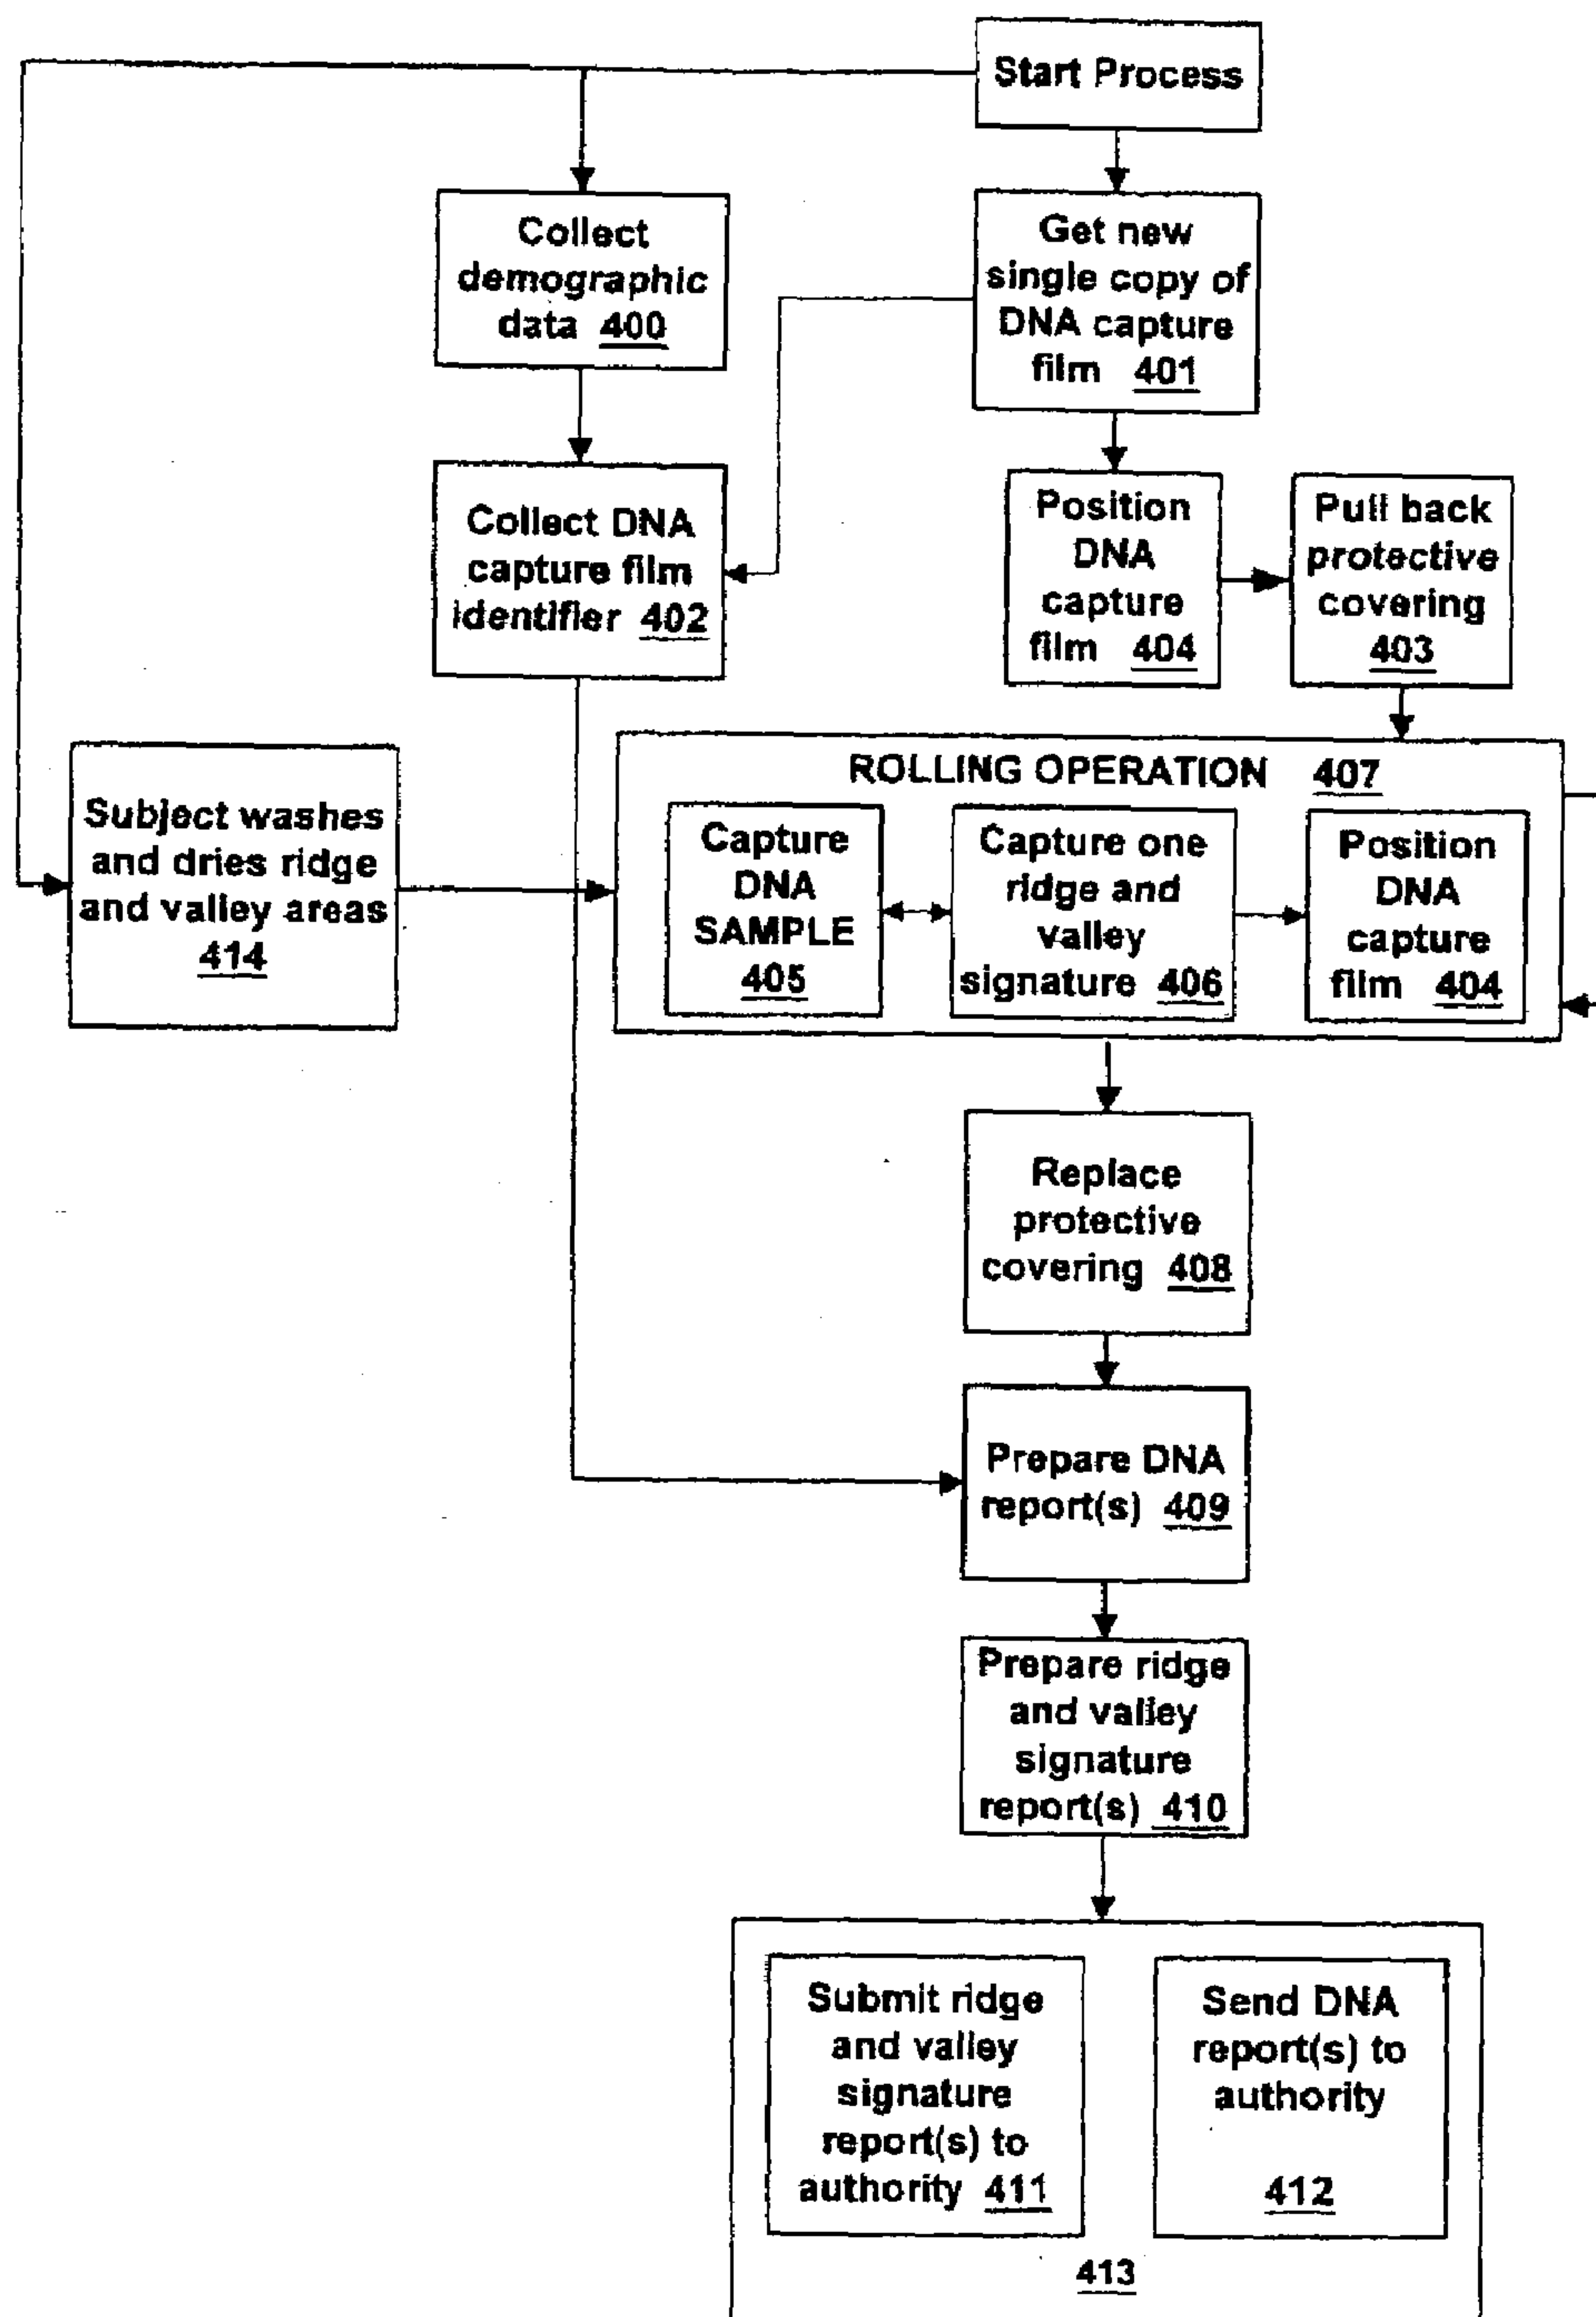 Start Process
Collect
demographic
data 400
Get new
single copy of
DNA capture
film 401
Collect DNA
capture film
identifier 402
Position
DNA
capture
film 404
Pull back
protective
covering
403
Subject washes
and dries ridge
and valley areas
414
ROLLING OPERATION 407
Capture
DNA
SAMPLE
405
Capture one
ridge and
valley
signature 406
Position
DNA
capture
film 404
Replace
protective
covering 408
Prepare DNA
report(s) 409
Prepare ridge
and valley
signature
report(s) 410
Submit ridge
and valley
signature
report(s) to
authority 411
Send DNA
report(s) to
authority
412
413